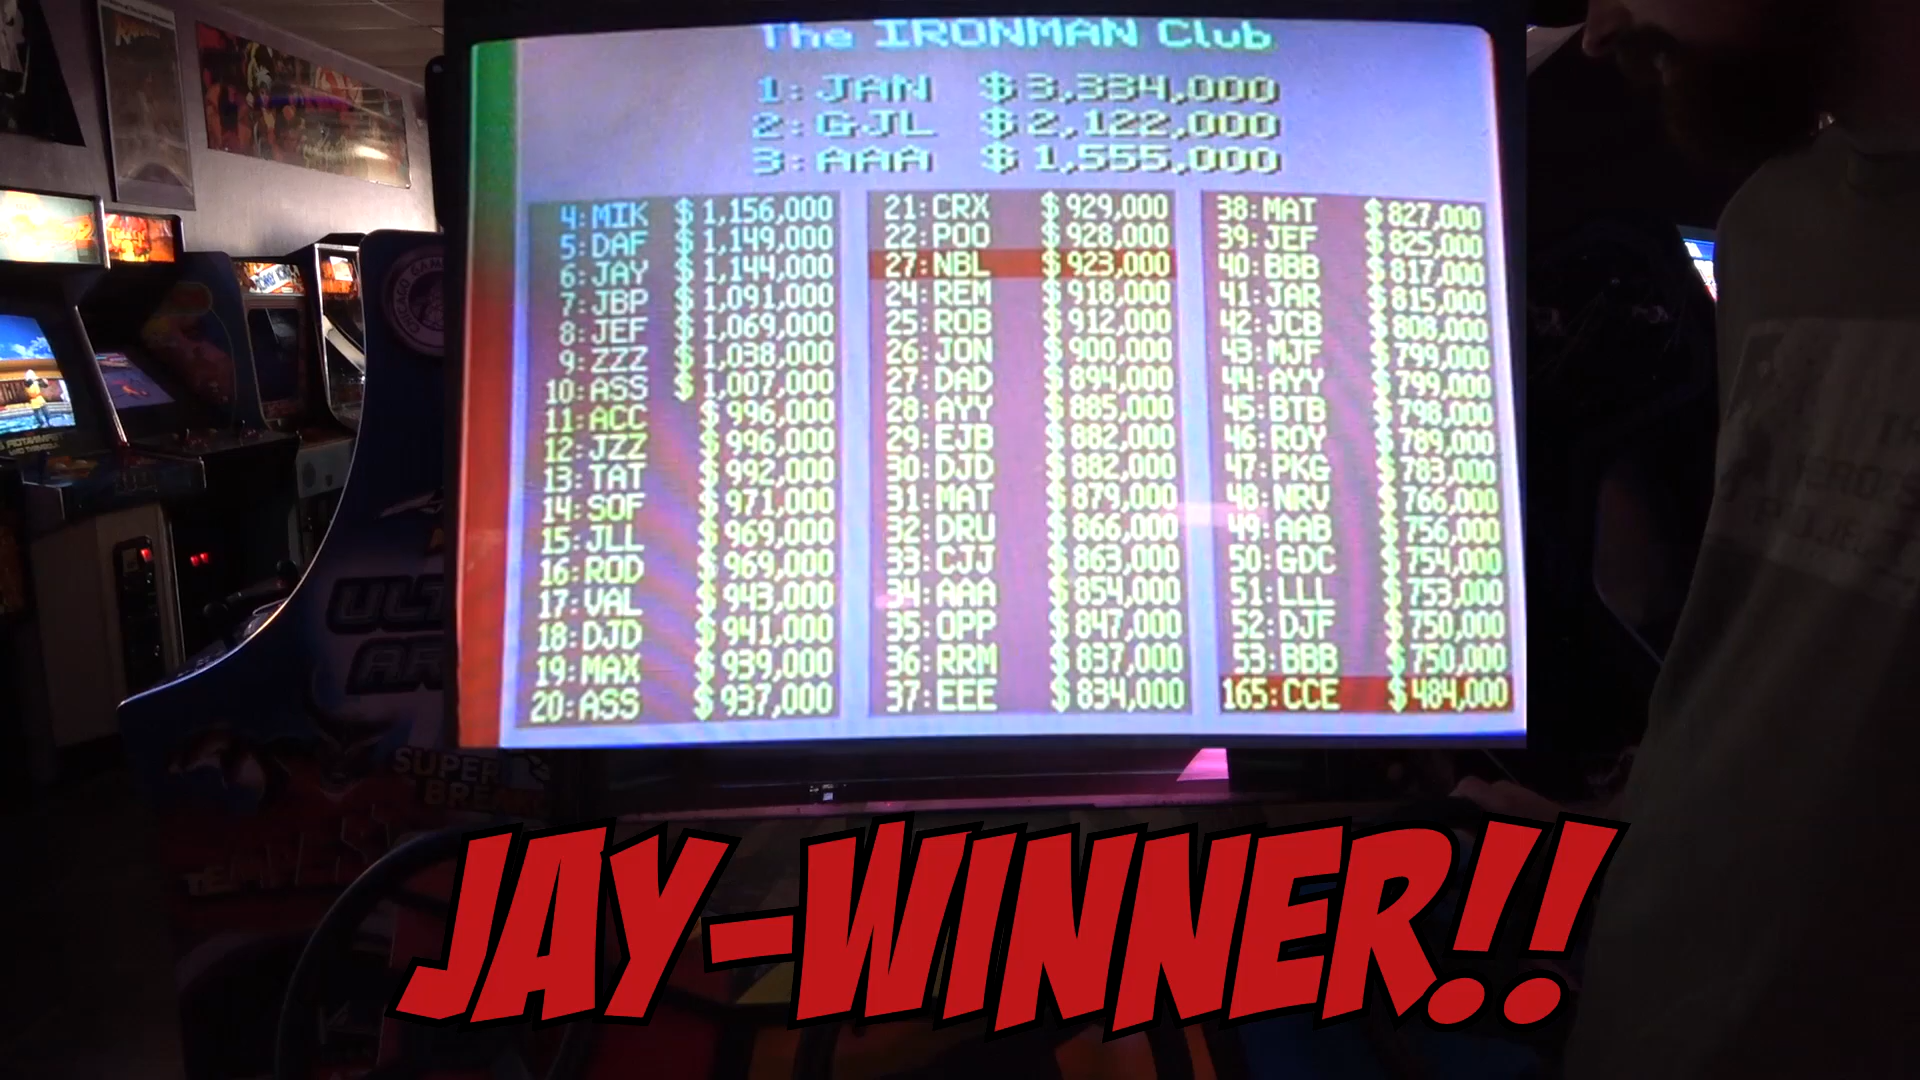 The IRONMAN Club
1: JAN $3,334,000
2: GJL $2,122,000
3: AAA $1,555,000
4: MIK $1,156,000
5: DAF $1,149,000
6: JAY $1,144,000
7: JBP $1,091,000
8: JEF $1,069,000
9: ZZZ $1,038,000
10: ASS $1,007,000
11: ACC $996,000
12: JZZ $996,000
13: TAT $992,000
14: SOF $971,000
15: JLL $969,000
16: ROD $969,000
17: VAL $943,000
18: DJD $941,000
19: MAX $939,000
20: ASS $937,000
21: CRX $929,000
22: POO $928,000
27: NBL $923,000
24: REM $918,000
25: ROB $912,000
26: JON $900,000
27: DAD $894,000
28: AYY $885,000
29: EJB $882,000
30: DJD $882,000
31: MAT $879,000
32: DRU $866,000
33: CJJ $863,000
34: AAA $854,000
35: OPP $847,000
36: RRM $837,000
37: EEE $834,000
38: MAT $827,000
39: JEF $825,000
40: BBB $817,000
41: JAR $815,000
42: JCB $808,000
43: MJF $799,000
44: AYY $799,000
45: BTB $798,000
46: ROY $789,000
47: PKG $783,000
48: NRV $766,000
49: AAB $756,000
50: GDC $754,000
51: LLL $753,000
52: DJF $750,000
53: BBB $750,000
165: CCE $484,000
SUPER
JAY-WINNER!!